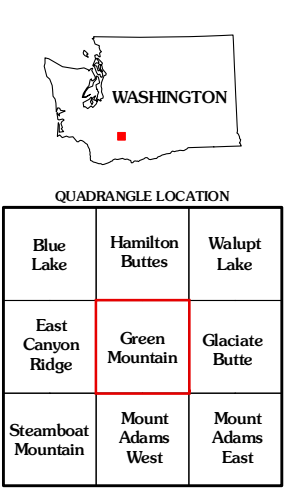 WASHINGTON
QUADRANGLE LOCATION
Blue
Lake
Hamilton
Buttes
Walupt
Lake
East
Canyon
Ridge
Green
Mountain
Glaciate
Butte
Steamboat
Mountain
Mount
Adams
West
Mount
Adams
East